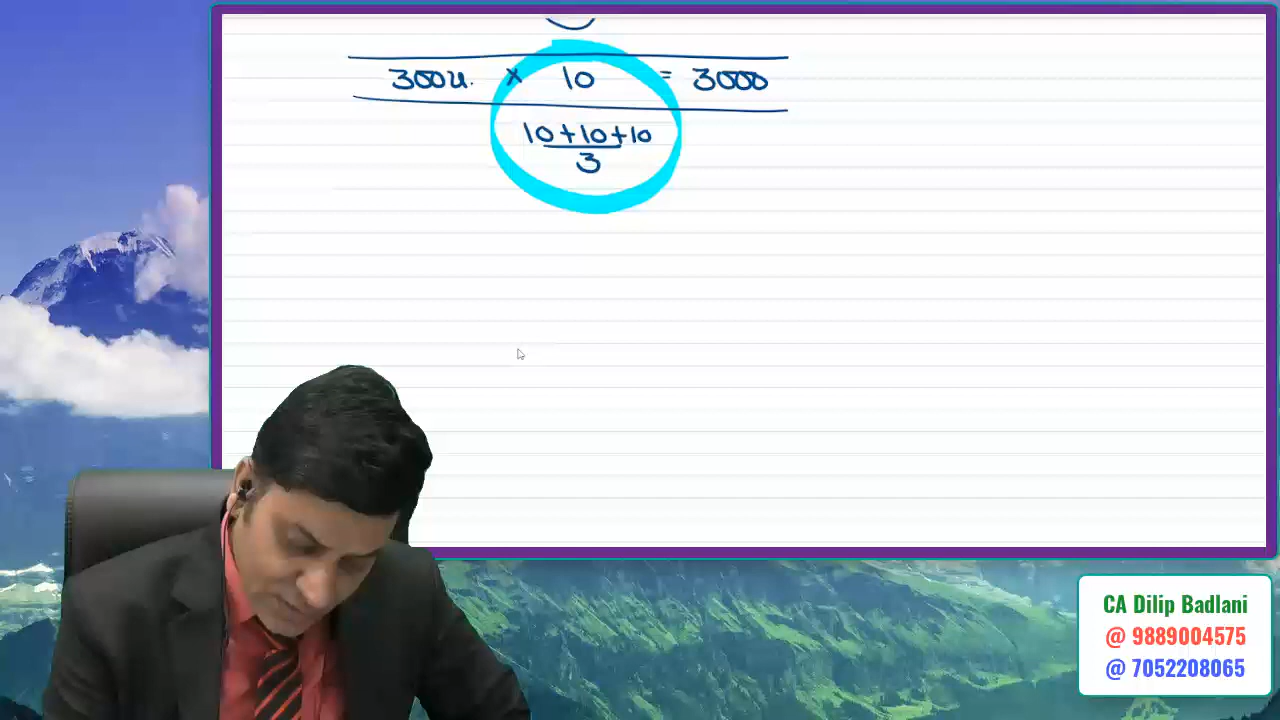 300u. × 10 = 3000
10+10+10
3
CA Dilip Badlani
@ 9889004575
@ 7052208065